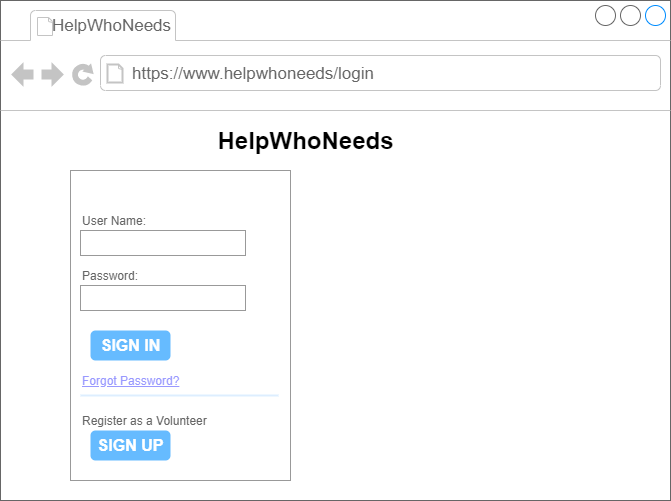 HelpWhoNeeds
https://www.helpwhoneeds/login
HelpWhoNeeds
User Name:
Password:
SIGN IN
Forgot Password?
Register as a Volunteer
SIGN UP